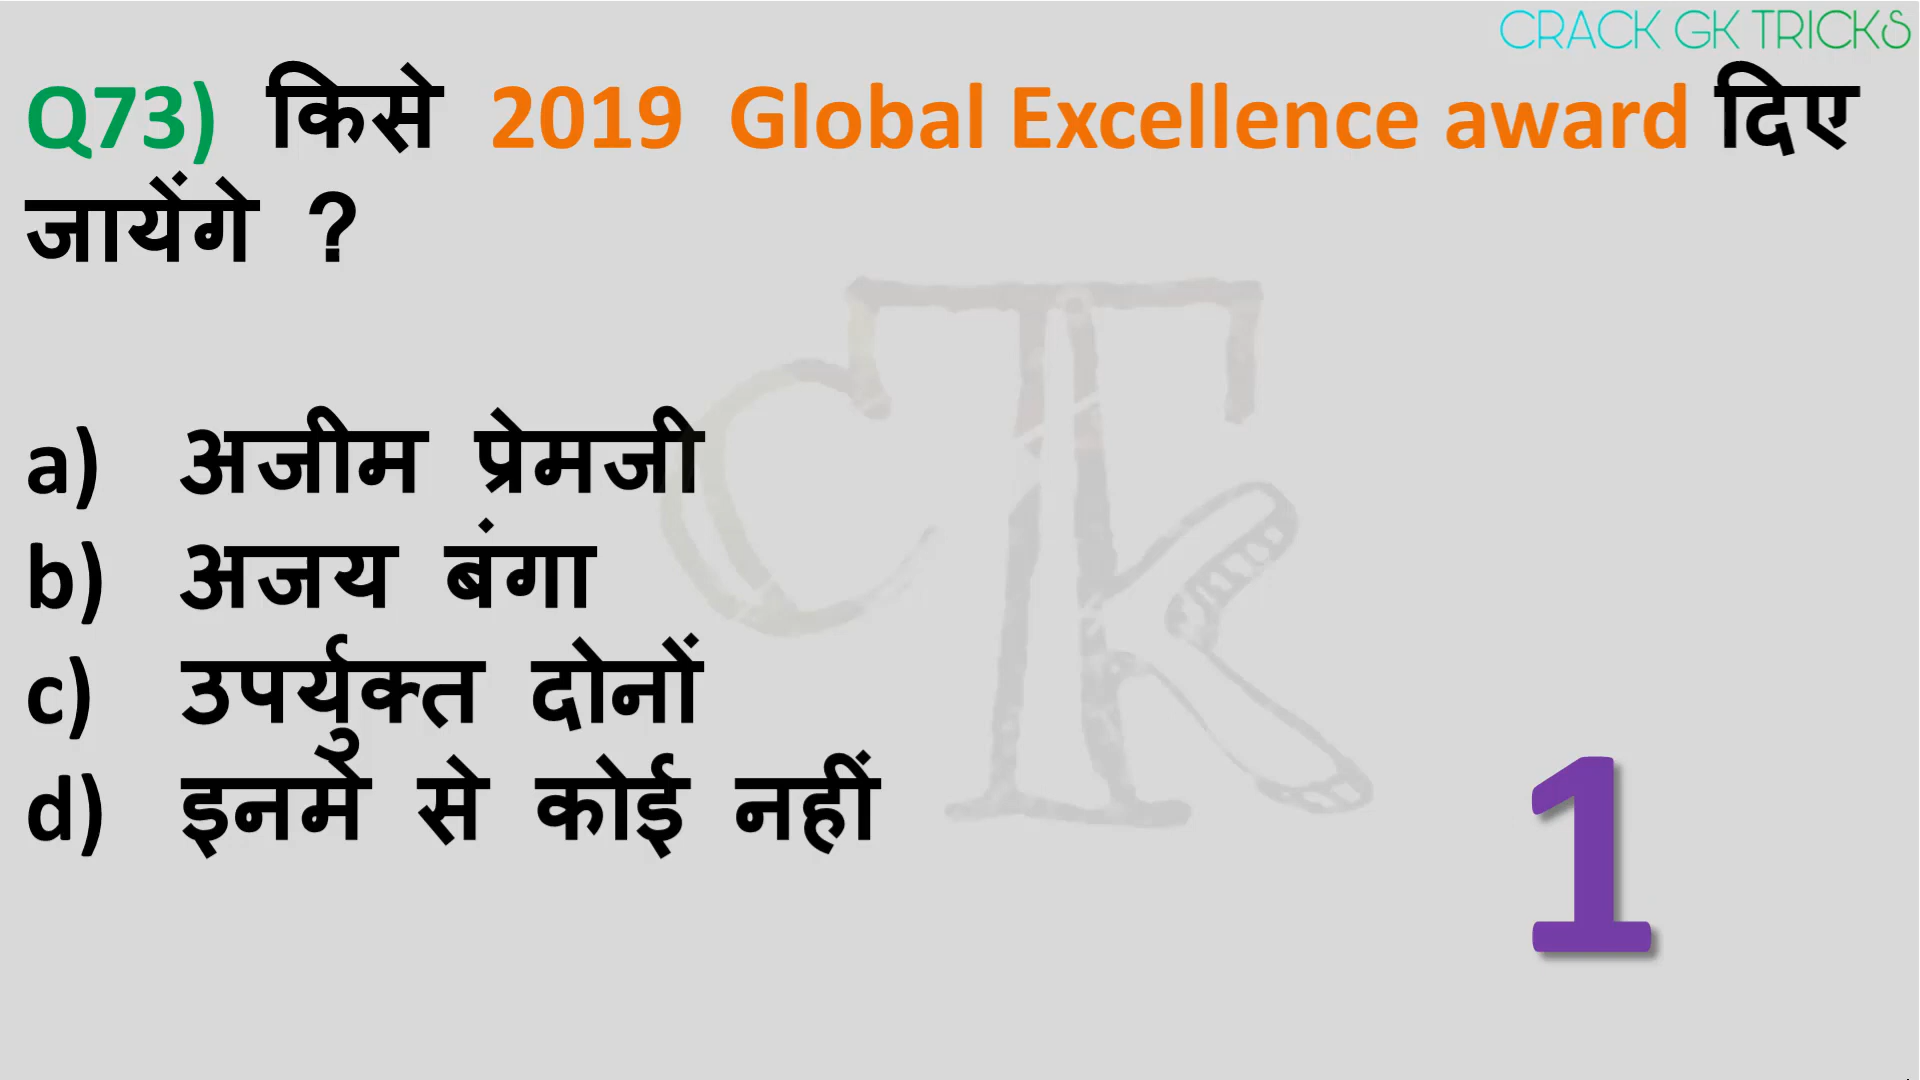 CRACK GK TRICKS
Q73) किसे 2019 Global Excellence award दिए
जायेंगे ?
a) अजीम प्रेमजी
b) अजय बंगा
c) उपर्युक्त दोनों
d) इनमे से कोई नहीं
1